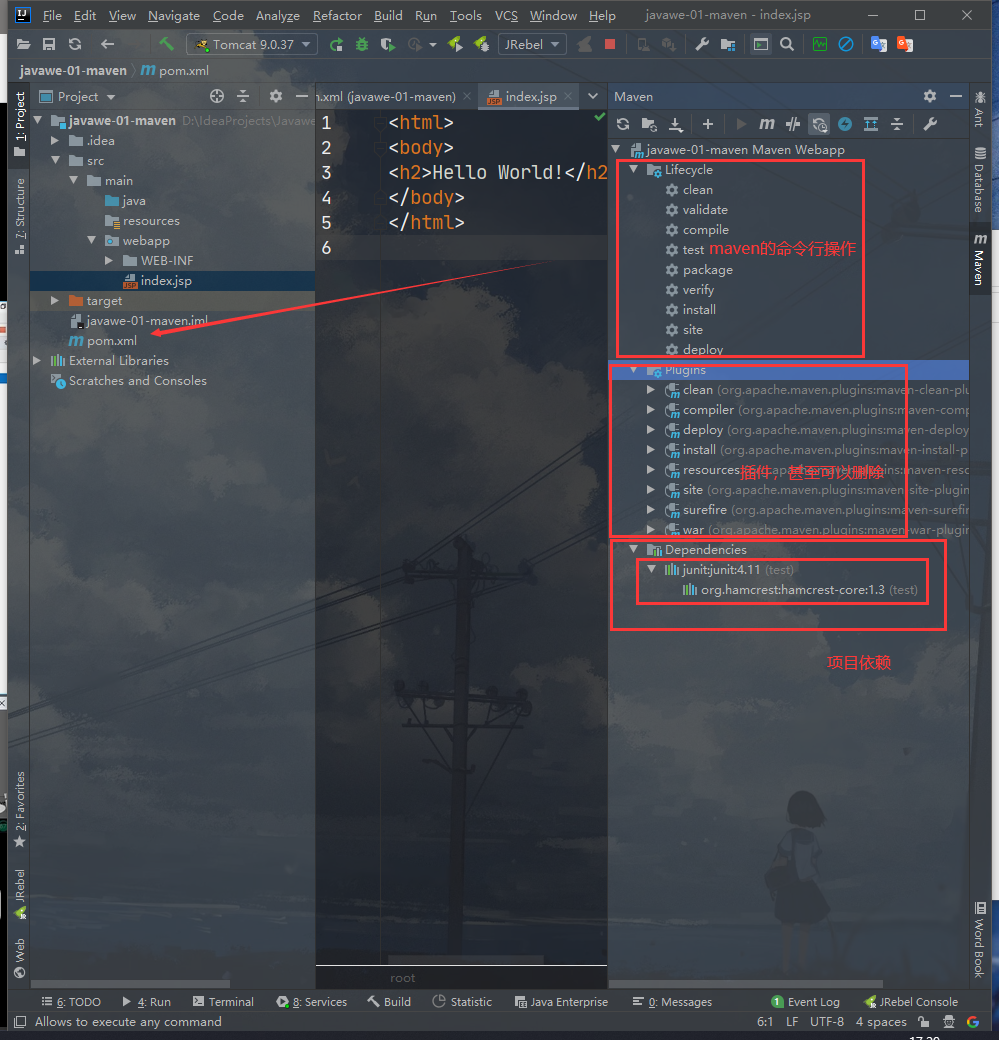 File Edit View Navigate Code Analyze Refactor Build Run Tools VCS Window Help javawe-01-maven - index.jsp
Tomcat 9.0.37 JRebel
javawe-01-maven pom.xml
1: Project
7: Structure
2: Favorites
JRebel
Web
Project
javawe-01-maven D:\IdeaProjects\Javawe
.idea
src
main
java
resources
webapp
WEB-INF
index.jsp
target
javawe-01-maven.iml
pom.xml
External Libraries
Scratches and Consoles
n.xml (javawe-01-maven) index.jsp
1 <html>
2 <body>
3 <h2>Hello World!</h2
4 </body>
5 </html>
6
root
Maven
javawe-01-maven Maven Webapp
Lifecycle
clean
validate
compile
test maven的命令行操作
package
verify
install
site
deploy
Plugins
clean (org.apache.maven.plugins:maven-clean-plu
compiler (org.apache.maven.plugins:maven-comp
deploy (org.apache.maven.plugins:maven-deploy
install (org.apache.maven.plugins:maven-install-p
resources (org.apache.maven.plugins:maven-reso
插件，甚至可以删除
site (org.apache.maven.plugins:maven-site-plugin
surefire (org.apache.maven.plugins:maven-surefir
war (org.apache.maven.plugins:maven-war-plugin
Dependencies
junit:junit:4.11 (test)
org.hamcrest:hamcrest-core:1.3 (test)
项目依赖
Ant
Database
Maven
Word Book
6: TODO 4: Run Terminal 8: Services Build Statistic Java Enterprise 0: Messages 1 Event Log JRebel Console
Allows to execute any command 6:1 LF UTF-8 4 spaces